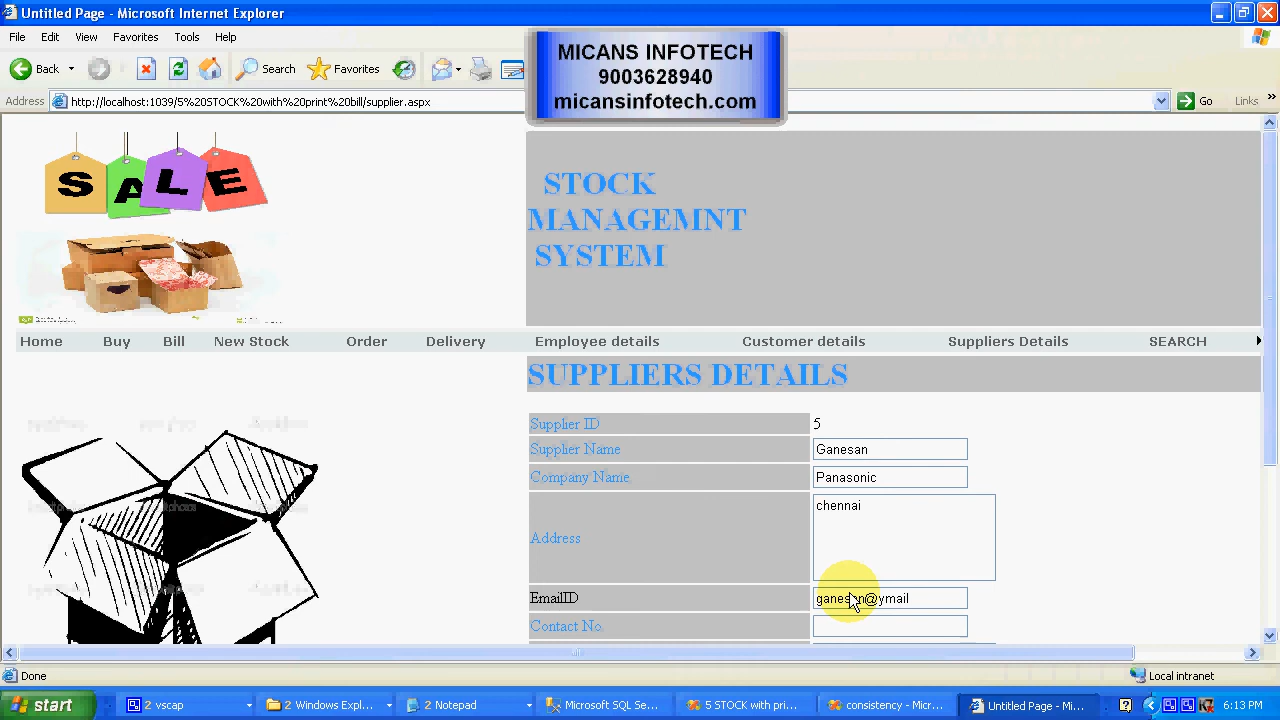 Untitled Page - Microsoft Internet Explorer
File Edit View Favorites Tools Help
Back Search Favorites
MICANS INFOTECH
9003628940
micansinfotech.com
Address http://localhost:1039/5%20STOCK%20with%20print%20bill/supplier.aspx Go Links »
SALE
STOCK
MANAGEMNT
SYSTEM
Home Buy Bill New Stock Order Delivery Employee details Customer details Suppliers Details SEARCH
SUPPLIERS DETAILS
Supplier ID 5
Supplier Name Ganesan
Company Name Panasonic
Address chennai
EmailID ganesan@ymail
Contact No.
Done Local intranet
start 2 vscap 2 Windows Expl... 2 Notepad Microsoft SQL Se... 5 STOCK with pri... consistency - Micr... Untitled Page - Mi... 6:13 PM